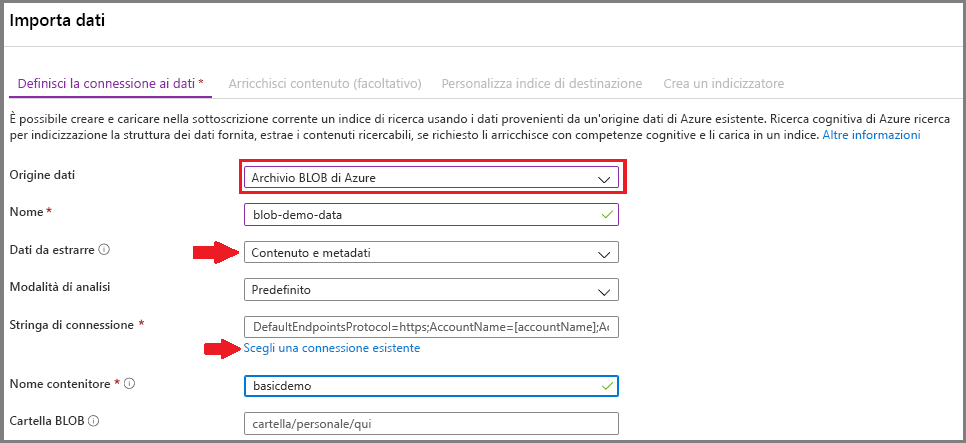 Importa dati
Definisci la connessione ai dati * Arricchisci contenuto (facoltativo) Personalizza indice di destinazione Crea un indicizzatore
È possibile creare e caricare nella sottoscrizione corrente un indice di ricerca usando i dati provenienti da un'origine dati di Azure esistente. Ricerca cognitiva di Azure ricerca
per indicizzazione la struttura dei dati fornita, estrae i contenuti ricercabili, se richiesto li arricchisce con competenze cognitive e li carica in un indice. Altre informazioni
Origine dati Archivio BLOB di Azure
Nome * blob-demo-data
Dati da estrarre Contenuto e metadati
Modalità di analisi Predefinito
Stringa di connessione * DefaultEndpointsProtocol=https;AccountName=[accountName];Ac
Scegli una connessione esistente
Nome contenitore * basicdemo
Cartella BLOB cartella/personale/qui